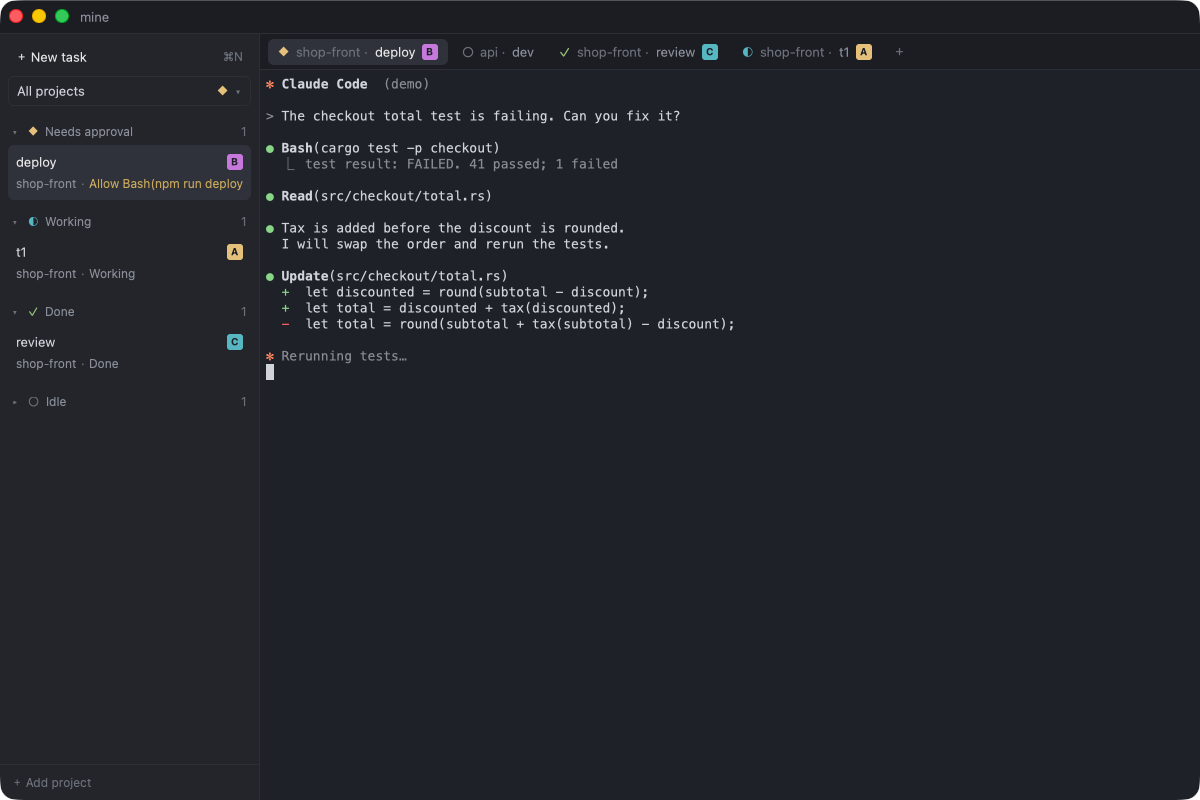 mine
+ New task ⌘N
All projects
Needs approval 1
deploy B
shop-front · Allow Bash(npm run deploy
Working 1
t1 A
shop-front · Working
Done 1
review C
shop-front · Done
Idle 1
+ Add project
shop-front · deploy B
api · dev
shop-front · review C
shop-front · t1 A
+
✻ Claude Code (demo)
> The checkout total test is failing. Can you fix it?
● Bash(cargo test -p checkout)
⎿ test result: FAILED. 41 passed; 1 failed
● Read(src/checkout/total.rs)
● Tax is added before the discount is rounded.
I will swap the order and rerun the tests.
● Update(src/checkout/total.rs)
+ let discounted = round(subtotal - discount);
+ let total = discounted + tax(discounted);
- let total = round(subtotal + tax(subtotal) - discount);
✻ Rerunning tests…